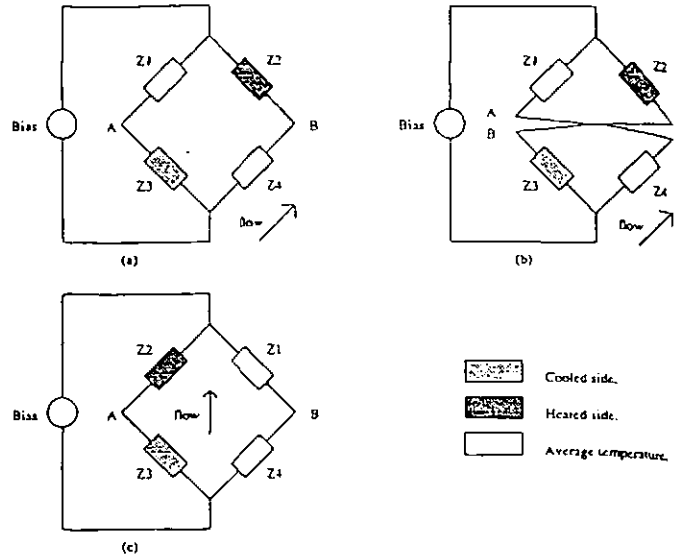 Z1
Z2
Bias
A
B
Z3
Z4
flow
(a)
Z1
Z2
A
Bias
B
Z3
Z4
flow
(b)
Z2
Z1
Bias
A
flow
B
Z3
Z4
(c)
Cooled side.
Heared side.
Average temperature.